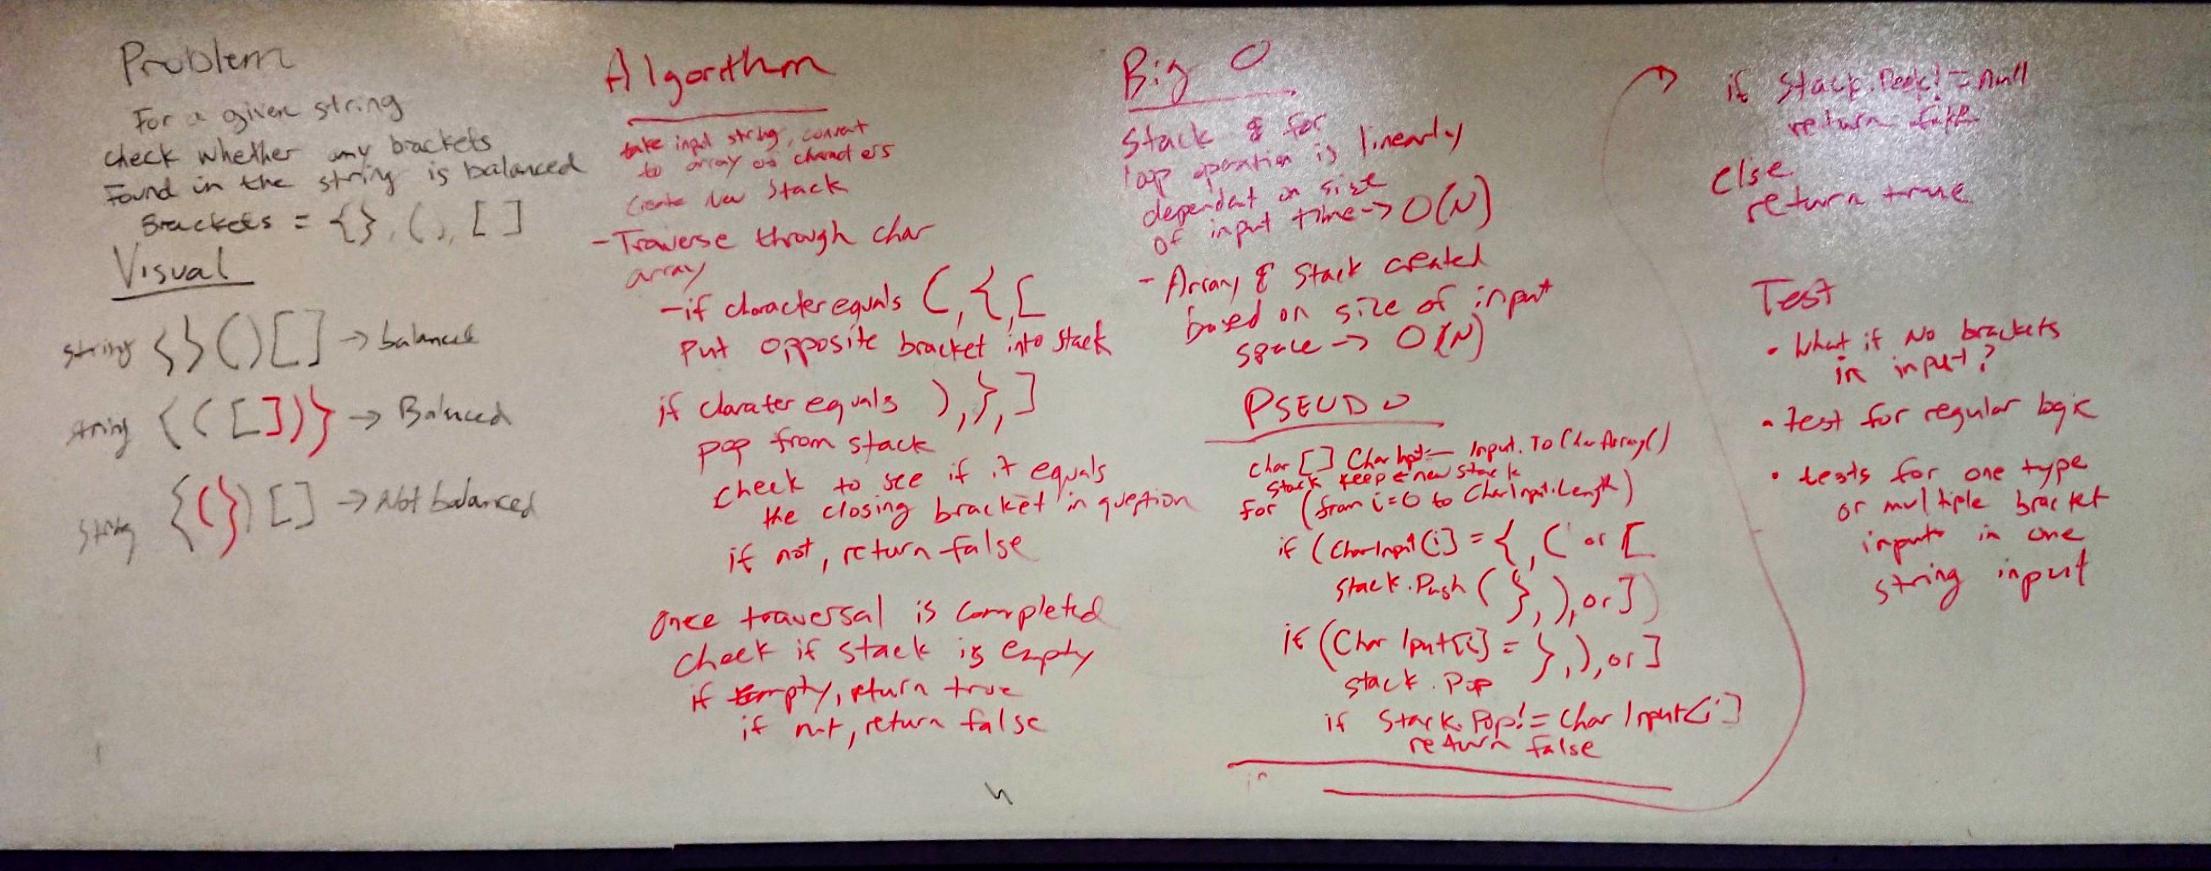 Problem
For a given string
check whether any brackets
Found in the string is balanced
Brackets = {}, (), []
Visual
string {}()[] → balanced
string {([])} → Balanced
string {(})[] → Not balanced
Algorithm
take input string, convert
to array of characters
Create New Stack
- Traverse through char
array
- if character equals (, {, [
put opposite bracket into stack
if clarater equals ), }, ]
pop from stack
check to see if it equals
the closing bracket in question
if not, return false
Once traversal is completed
check if stack is empty
if empty, return true
if not, return false
Big O
Stack & for
loop operation is linearly
dependent on size
of input time -> O(N)
- Array & Stack created
based on size of input
space -> O(N)
PSEUDO
char [] Char = Input.ToCharArray()
Stack keep = new stack
for (from i=0 to CharInput.Length)
if (CharInput[i] = {, ( or [
stack.Push (}, ), or ])
if (Char Iput[i] = }, ), or ]
stack.Pop
if Stack.Pop != Char Input[i]
return false
if Stack.Peek != null
return false
else
return true
Test
• What if No brackets
in input?
• test for regular logic
• tests for one type
or multiple bracket
inputs in one
string input